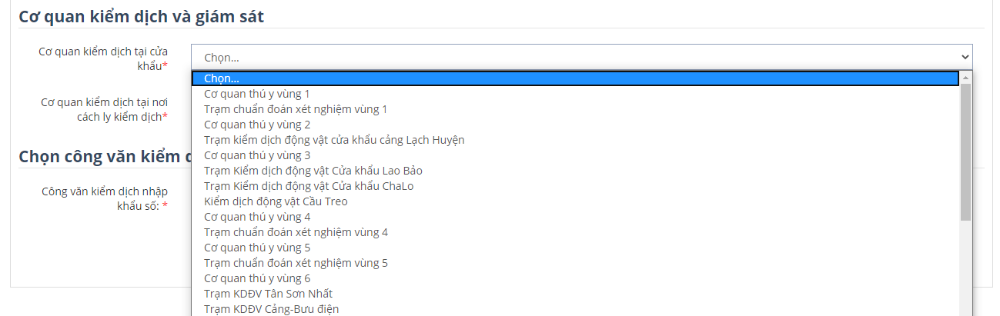 Cơ quan kiểm dịch và giám sát
Cơ quan kiểm dịch tại cửa
khẩu*
Chọn...
Chọn...
Cơ quan thú y vùng 1
Cơ quan kiểm dịch tại nơi
cách ly kiểm dịch*
Trạm chuẩn đoán xét nghiệm vùng 1
Cơ quan thú y vùng 2
Trạm kiểm dịch động vật cửa khẩu cảng Lạch Huyện
Chọn công văn kiểm d
Cơ quan thú y vùng 3
Trạm Kiểm dịch động vật Cửa khẩu Lao Bảo
Trạm Kiểm dịch động vật Cửa khẩu ChaLo
Công văn kiểm dịch nhập
khẩu số: *
Kiểm dịch động vật Cầu Treo
Cơ quan thú y vùng 4
Trạm chuẩn đoán xét nghiệm vùng 4
Cơ quan thú y vùng 5
Trạm chuẩn đoán xét nghiệm vùng 5
Cơ quan thú y vùng 6
Trạm KDĐV Tân Sơn Nhất
Trạm KDĐV Cảng-Bưu điện